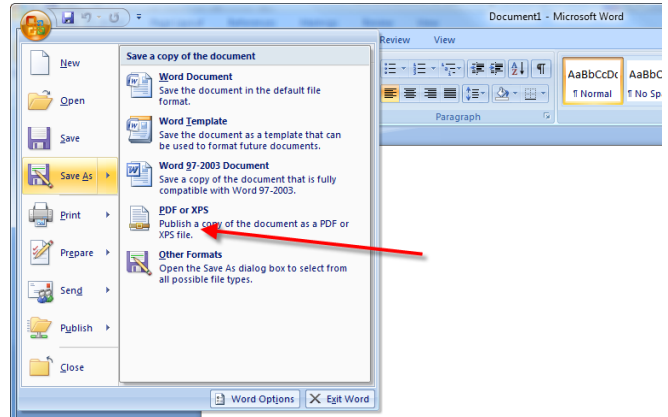 Document1 - Microsoft Word
Review View
New
Open
Save
Save As
Print
Prepare
Send
Publish
Close
Save a copy of the document
Word Document
Save the document in the default file
format.
Word Template
Save the document as a template that can
be used to format future documents.
Word 97-2003 Document
Save a copy of the document that is fully
compatible with Word 97-2003.
PDF or XPS
Publish a copy of the document as a PDF or
XPS file.
Other Formats
Open the Save As dialog box to select from
all possible file types.
Word Options Exit Word
AaBbCcDc AaBbC
¶ Normal ¶ No Sp
Paragraph